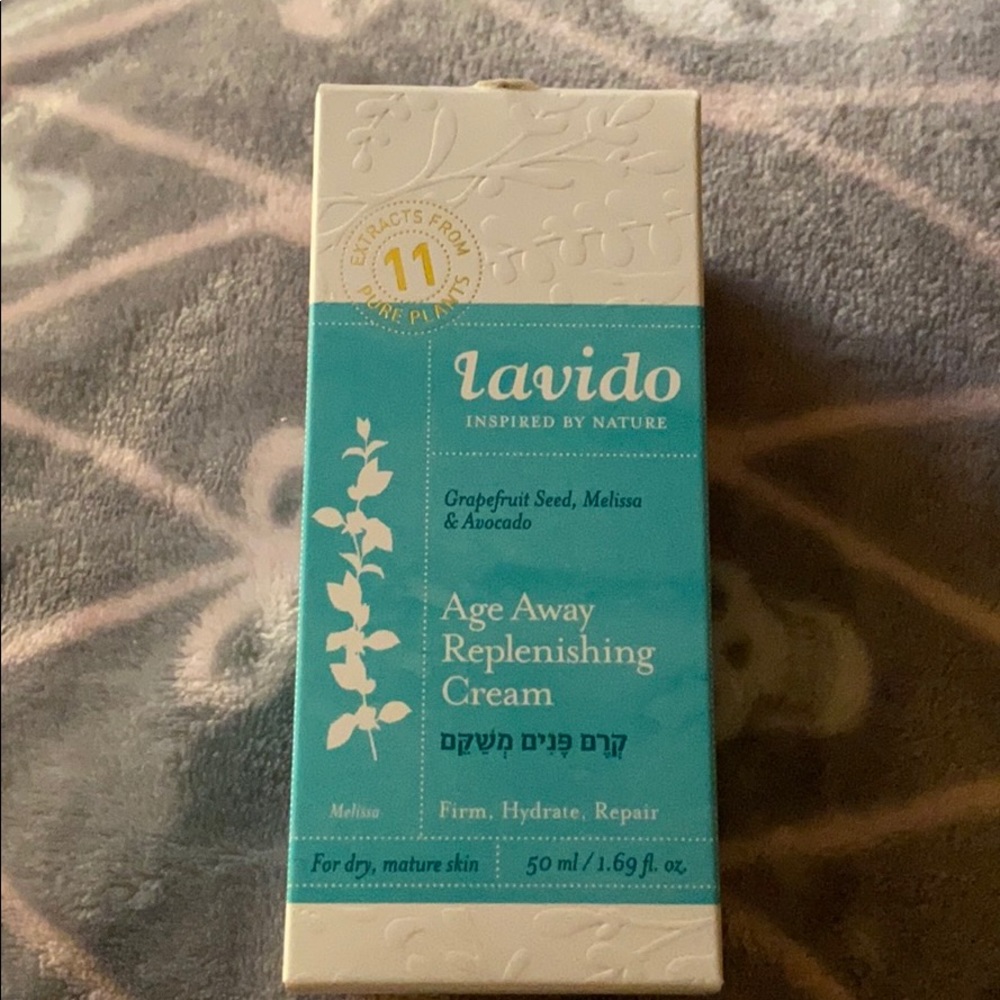 EXTRACTS FROM
11
PURE PLANTS
lavido
INSPIRED BY NATURE
Grapefruit Seed, Melissa
& Avocado
Age Away
Replenishing
Cream
קְרֶם פָּנִים מְשַׁקֵּם
Melissa
Firm, Hydrate, Repair
For dry, mature skin
50 ml / 1.69 fl. oz.